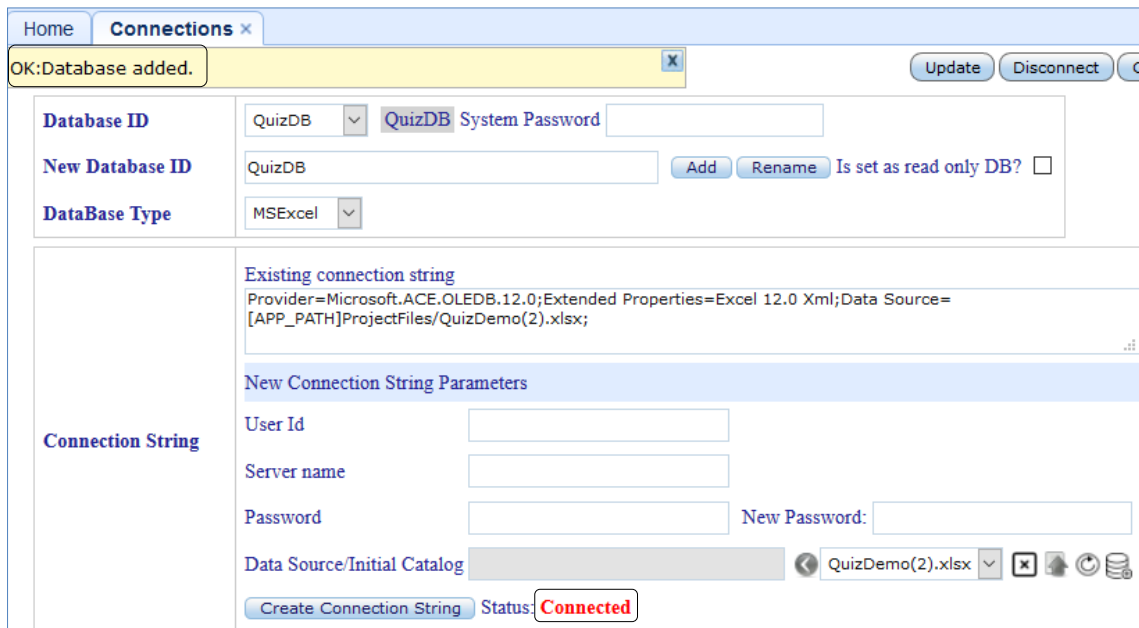 Home Connections ×
OK:Database added. X Update Disconnect
Database ID QuizDB QuizDB System Password
New Database ID QuizDB Add Rename Is set as read only DB?
DataBase Type MSExcel
Existing connection string
Provider=Microsoft.ACE.OLEDB.12.0;Extended Properties=Excel 12.0 Xml;Data Source=
[APP_PATH]ProjectFiles/QuizDemo(2).xlsx;
New Connection String Parameters
Connection String
User Id
Server name
Password New Password:
Data Source/Initial Catalog QuizDemo(2).xlsx
Create Connection String Status: Connected